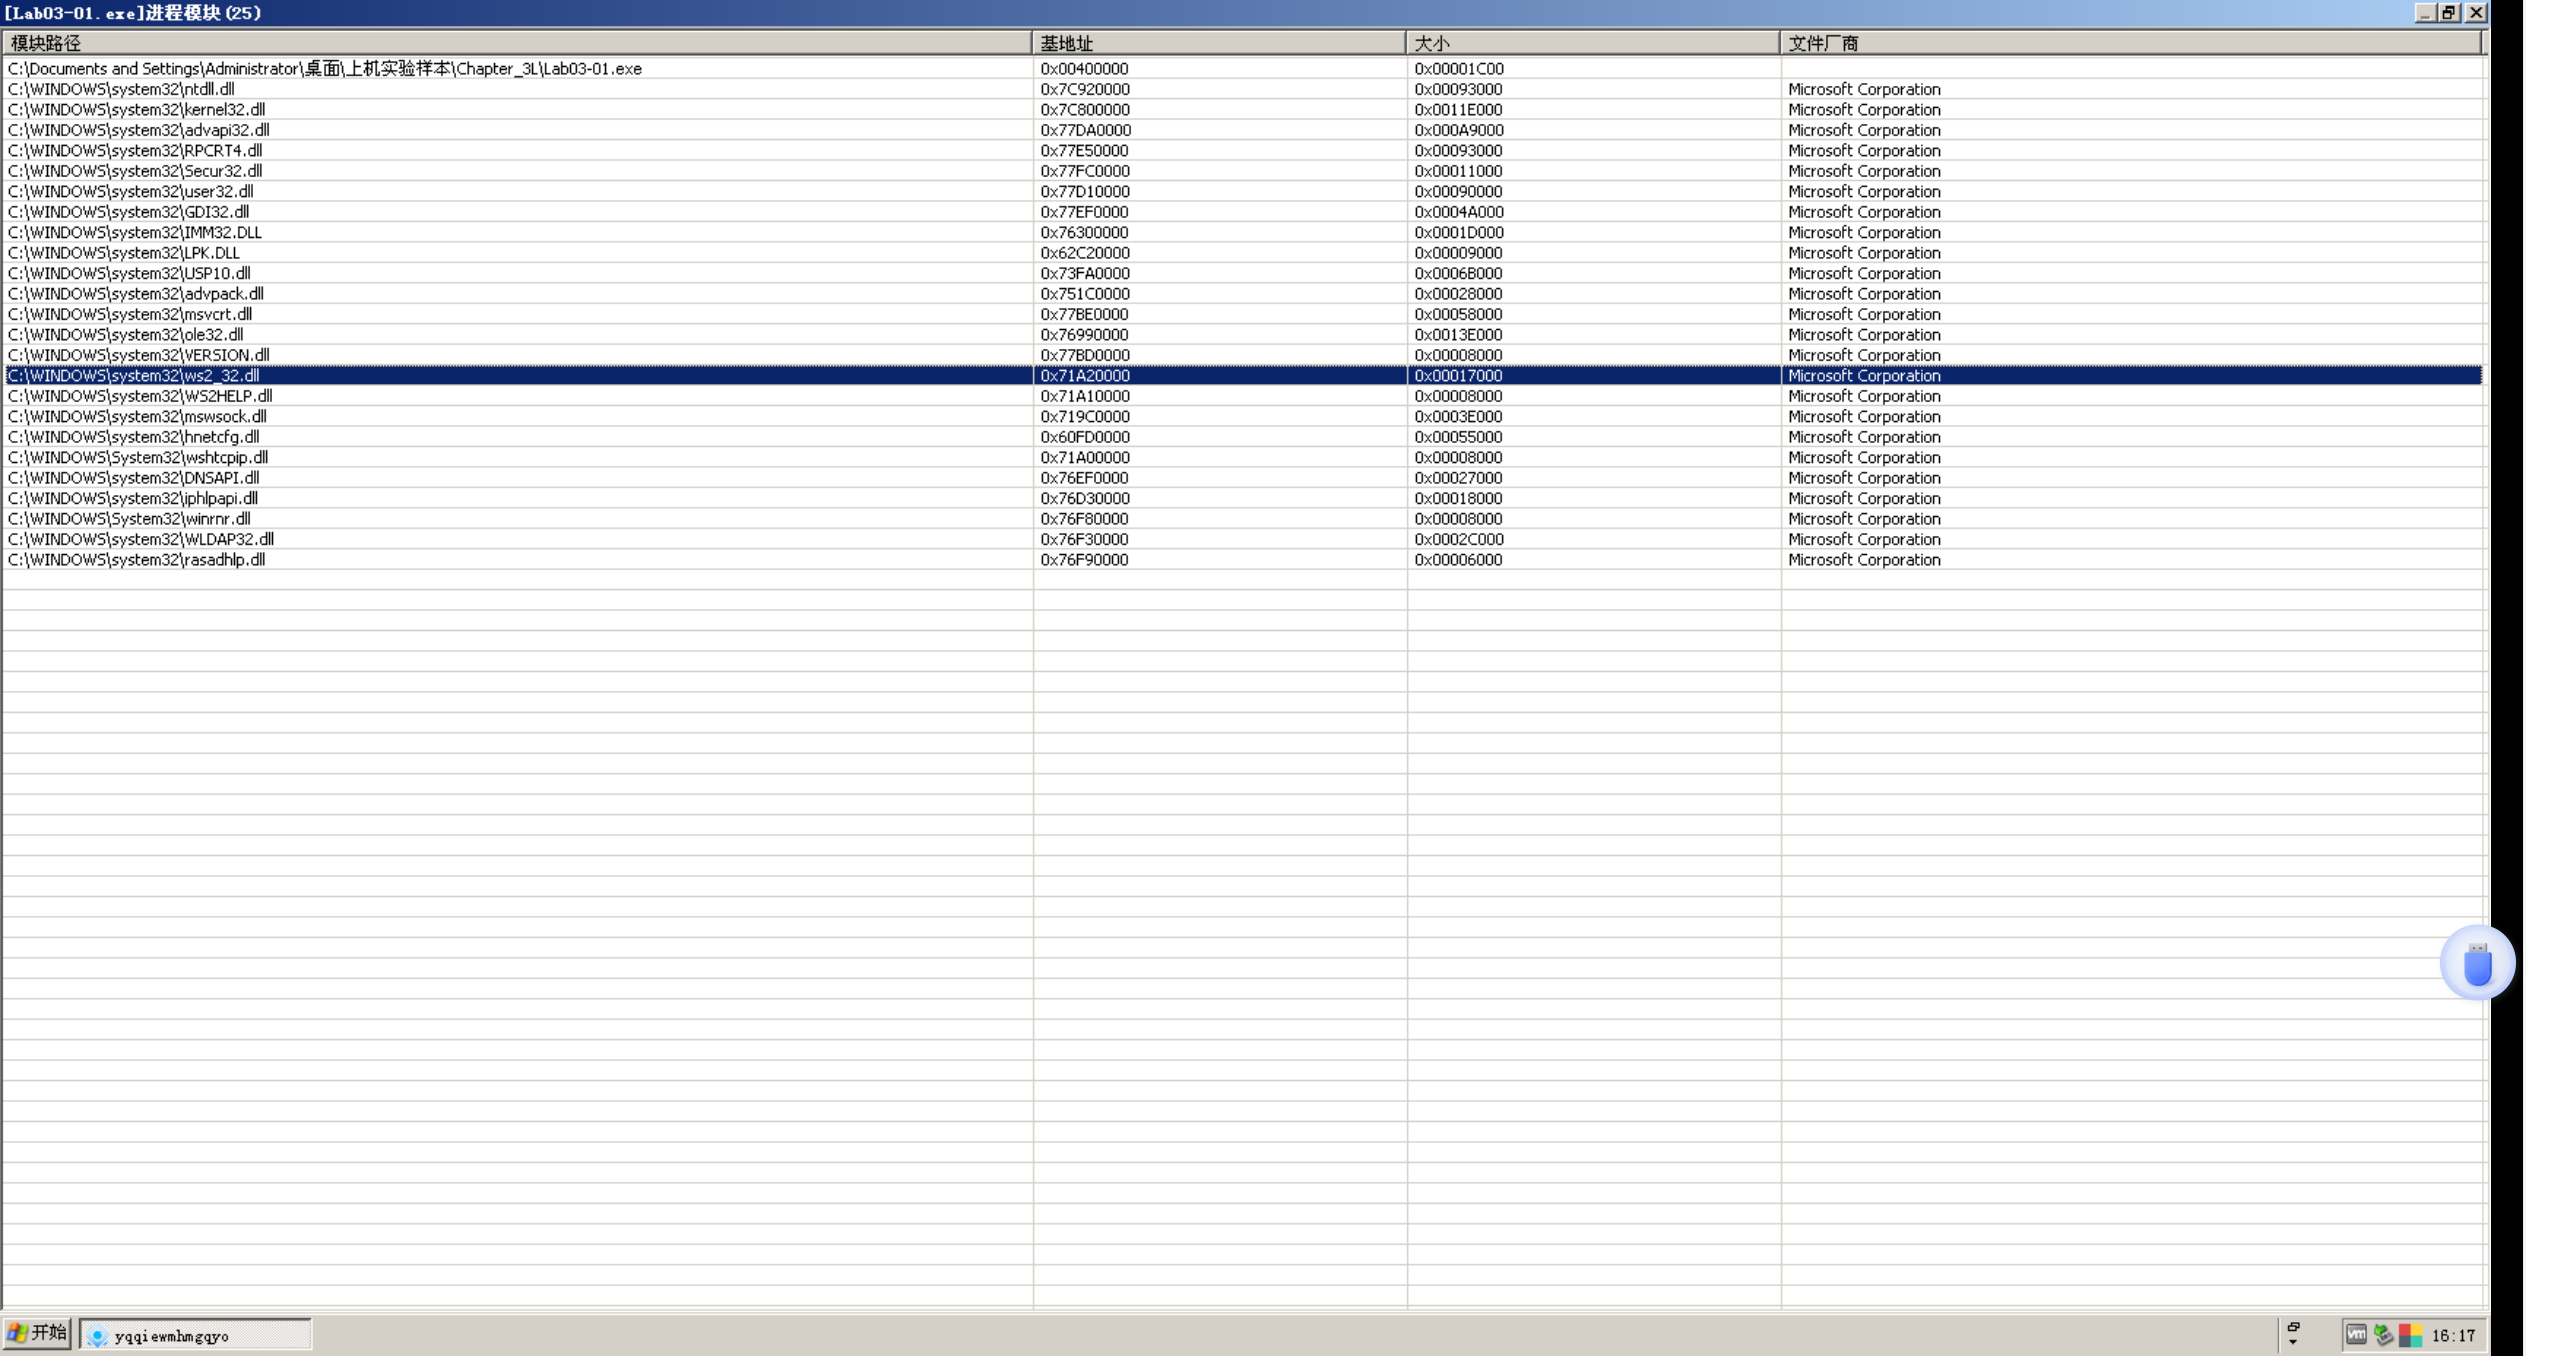 [Lab03-01.exe]进程模块(25)
模块路径 基地址 大小 文件厂商
C:\Documents and Settings\Administrator\桌面\上机实验样本\Chapter_3L\Lab03-01.exe 0x00400000 0x00001C00
C:\WINDOWS\system32\ntdll.dll 0x7C920000 0x00093000 Microsoft Corporation
C:\WINDOWS\system32\kernel32.dll 0x7C800000 0x0011E000 Microsoft Corporation
C:\WINDOWS\system32\advapi32.dll 0x77DA0000 0x000A9000 Microsoft Corporation
C:\WINDOWS\system32\RPCRT4.dll 0x77E50000 0x00093000 Microsoft Corporation
C:\WINDOWS\system32\Secur32.dll 0x77FC0000 0x00011000 Microsoft Corporation
C:\WINDOWS\system32\user32.dll 0x77D10000 0x00090000 Microsoft Corporation
C:\WINDOWS\system32\GDI32.dll 0x77EF0000 0x0004A000 Microsoft Corporation
C:\WINDOWS\system32\IMM32.DLL 0x76300000 0x0001D000 Microsoft Corporation
C:\WINDOWS\system32\LPK.DLL 0x62C20000 0x00009000 Microsoft Corporation
C:\WINDOWS\system32\USP10.dll 0x73FA0000 0x0006B000 Microsoft Corporation
C:\WINDOWS\system32\advpack.dll 0x751C0000 0x00028000 Microsoft Corporation
C:\WINDOWS\system32\msvcrt.dll 0x77BE0000 0x00058000 Microsoft Corporation
C:\WINDOWS\system32\ole32.dll 0x76990000 0x0013E000 Microsoft Corporation
C:\WINDOWS\system32\VERSION.dll 0x77BD0000 0x00008000 Microsoft Corporation
C:\WINDOWS\system32\ws2_32.dll 0x71A20000 0x00017000 Microsoft Corporation
C:\WINDOWS\system32\WS2HELP.dll 0x71A10000 0x00008000 Microsoft Corporation
C:\WINDOWS\system32\mswsock.dll 0x719C0000 0x0003E000 Microsoft Corporation
C:\WINDOWS\system32\hnetcfg.dll 0x60FD0000 0x00055000 Microsoft Corporation
C:\WINDOWS\System32\wshtcpip.dll 0x71A00000 0x00008000 Microsoft Corporation
C:\WINDOWS\system32\DNSAPI.dll 0x76EF0000 0x00027000 Microsoft Corporation
C:\WINDOWS\system32\iphlpapi.dll 0x76D30000 0x00018000 Microsoft Corporation
C:\WINDOWS\System32\winrnr.dll 0x76F80000 0x00008000 Microsoft Corporation
C:\WINDOWS\system32\WLDAP32.dll 0x76F30000 0x0002C000 Microsoft Corporation
C:\WINDOWS\system32\rasadhlp.dll 0x76F90000 0x00006000 Microsoft Corporation
开始 yqqiewmhmgqyo vm 16:17